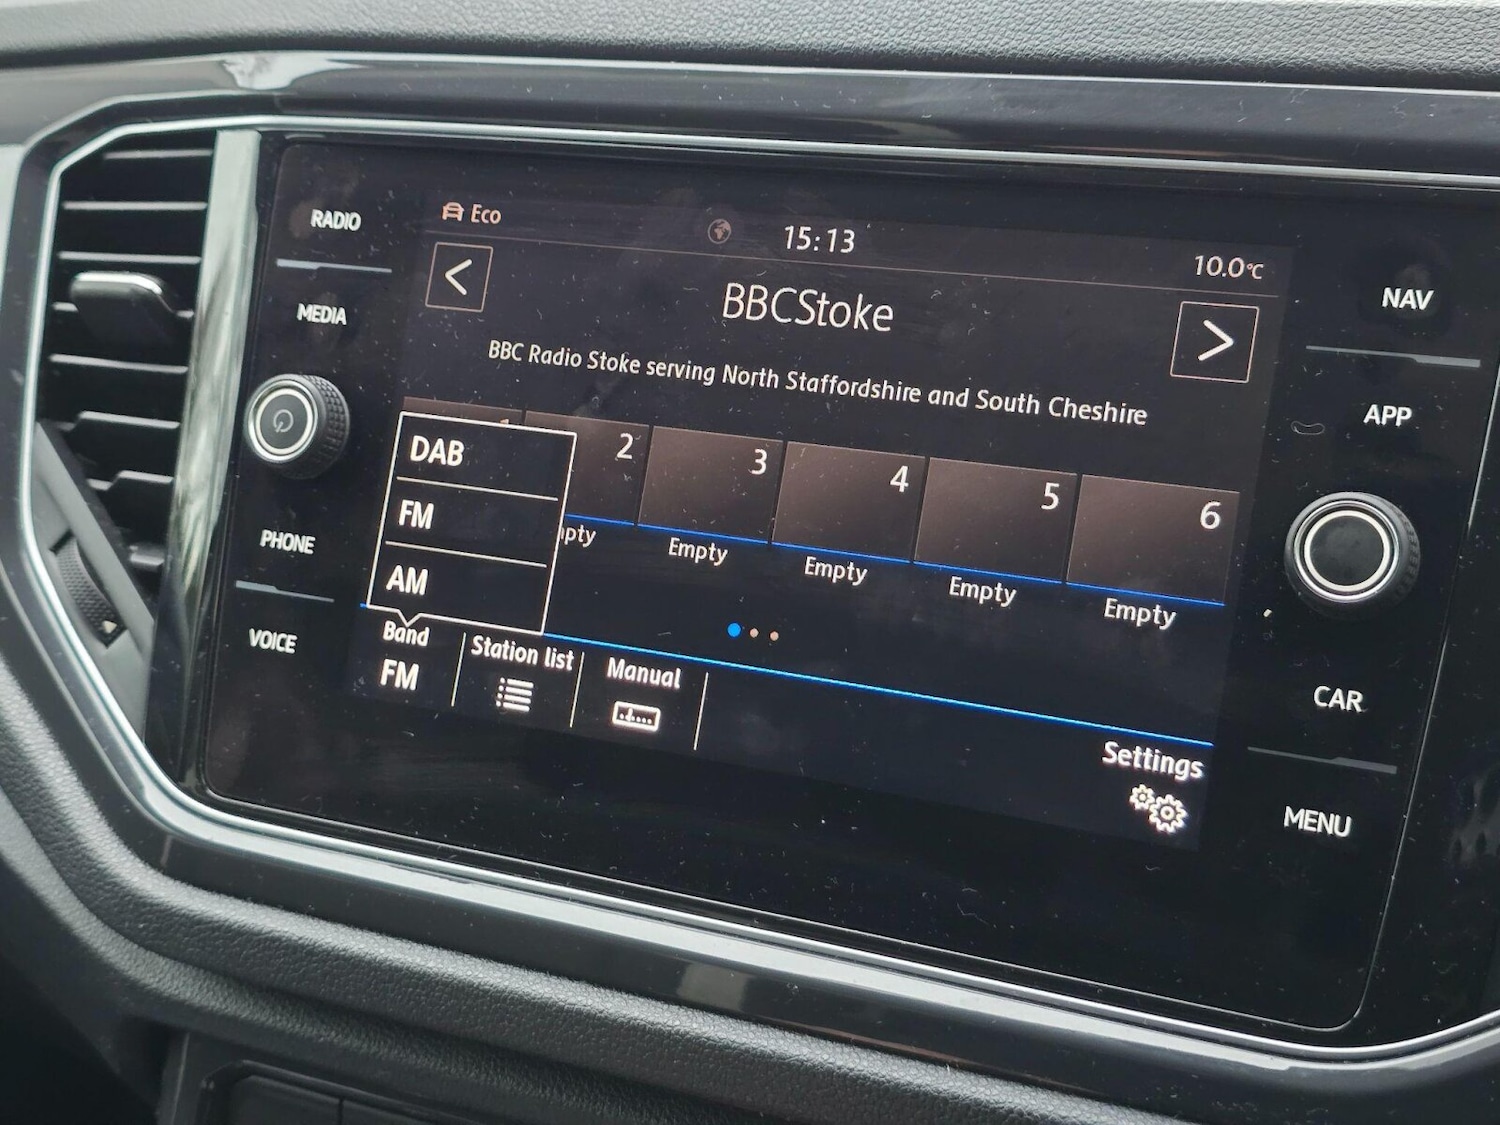 RADIO
MEDIA
PHONE
VOICE
Eco
15:13
10.0°C
<
BBCStoke
>
BBC Radio Stoke serving North Staffordshire and South Cheshire
DAB
FM
AM
2
3
4
5
6
Empty
Empty
Empty
Empty
Band
FM
Station list
Manual
Settings
NAV
APP
CAR
MENU